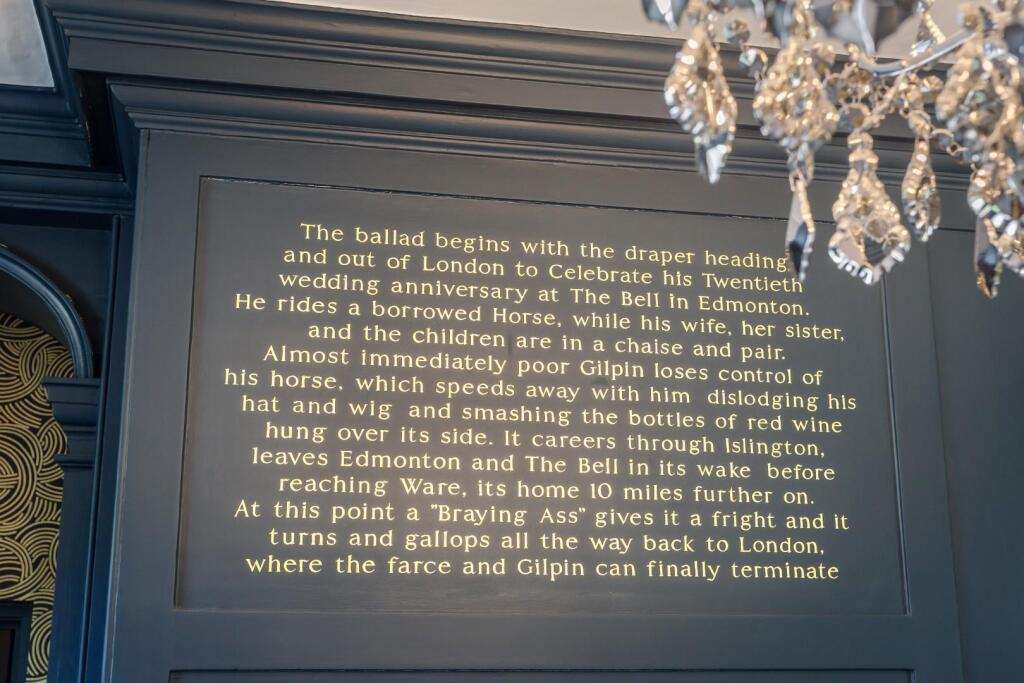 The ballad begins with the draper heading
and out of London to Celebrate his Twentieth
wedding anniversary at The Bell in Edmonton.
He rides a borrowed Horse, while his wife, her sister,
and the children are in a chaise and pair.
Almost immediately poor Gilpin loses control of
his horse, which speeds away with him dislodging his
hat and wig and smashing the bottles of red wine
hung over its side. It careers through Islington,
leaves Edmonton and The Bell in its wake before
reaching Ware, its home 10 miles further on.
At this point a "Braying Ass" gives it a fright and it
turns and gallops all the way back to London,
where the farce and Gilpin can finally terminate